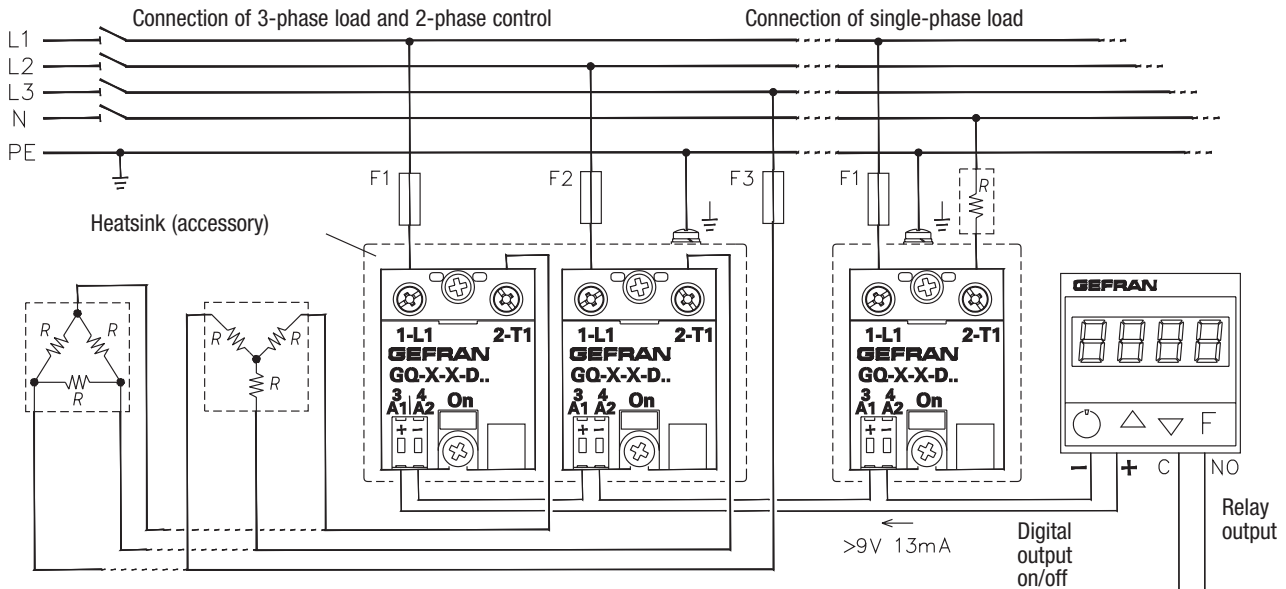 Connection of 3-phase load and 2-phase control
Connection of single-phase load
L1
L2
L3
N
PE
F1
F2
F3
F1
R
Heatsink (accessory)
GEFRAN
R
R
R
R
R
R
1-L1 2-T1
GEFRAN
GQ-X-X-D..
3 4
A1 A2 On
+ -
1-L1 2-T1
GEFRAN
GQ-X-X-D..
3 4
A1 A2 On
+ -
1-L1 2-T1
GEFRAN
GQ-X-X-D..
3 4
A1 A2 On
+ -
8888
F
- + C NO
>9V 13mA
Digital
output
on/off
Relay
output